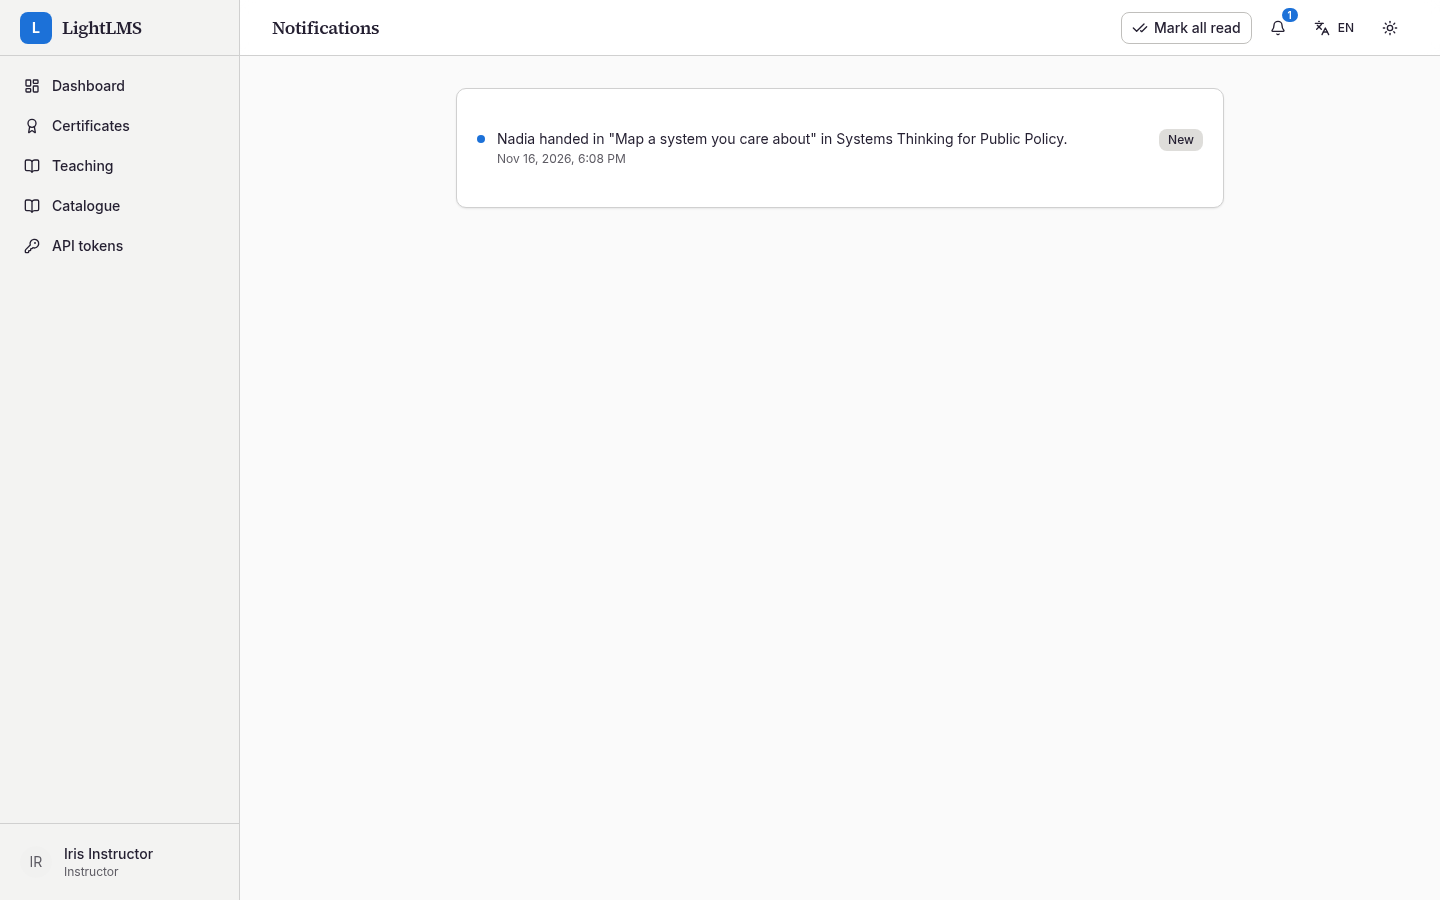 L LightLMS
Notifications
Mark all read
1
EN
Dashboard
Certificates
Teaching
Catalogue
API tokens
Nadia handed in "Map a system you care about" in Systems Thinking for Public Policy.
New
Nov 16, 2026, 6:08 PM
IR
Iris Instructor
Instructor